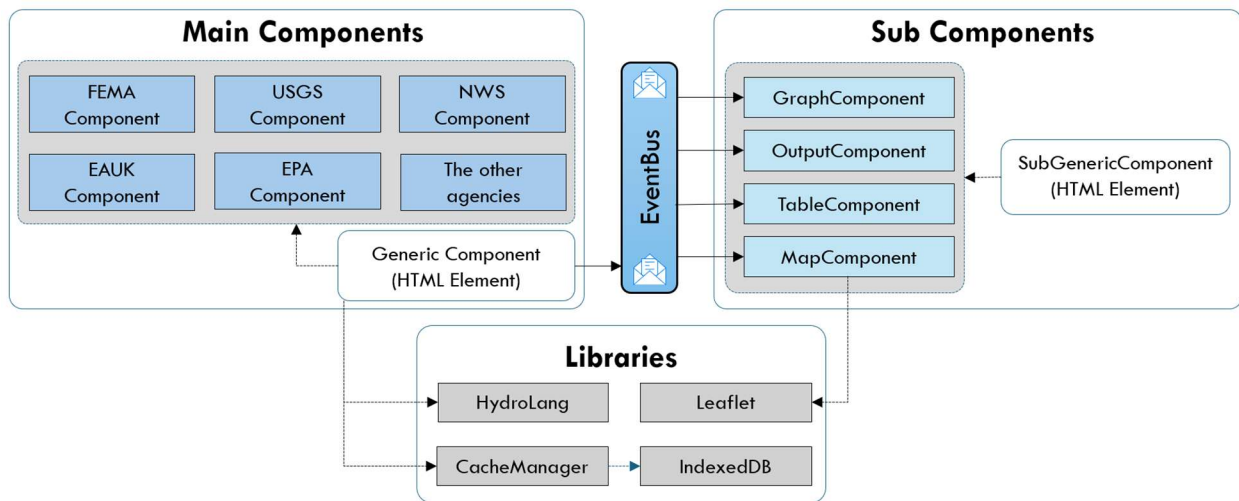 Main Components
FEMA
Component
USGS
Component
NWS
Component
EAUK
Component
EPA
Component
The other
agencies
Generic Component
(HTML Element)
EventBus
Sub Components
GraphComponent
OutputComponent
TableComponent
MapComponent
SubGenericComponent
(HTML Element)
Libraries
HydroLang
Leaflet
CacheManager
IndexedDB